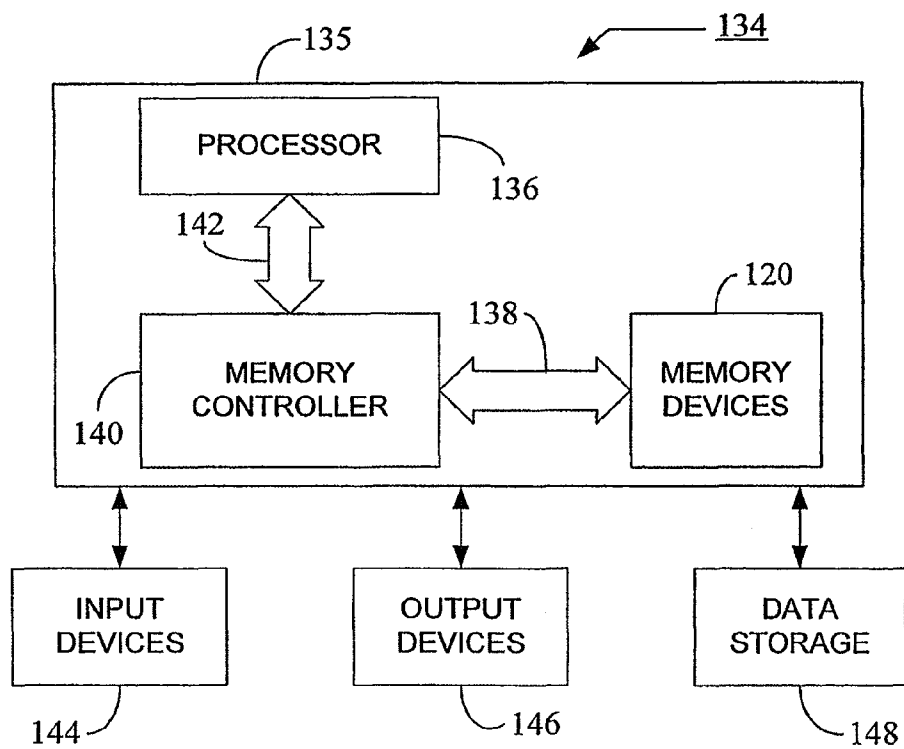 134
135
PROCESSOR
136
142
120
138
MEMORY
CONTROLLER
MEMORY
DEVICES
140
INPUT
DEVICES
OUTPUT
DEVICES
DATA
STORAGE
144
146
148